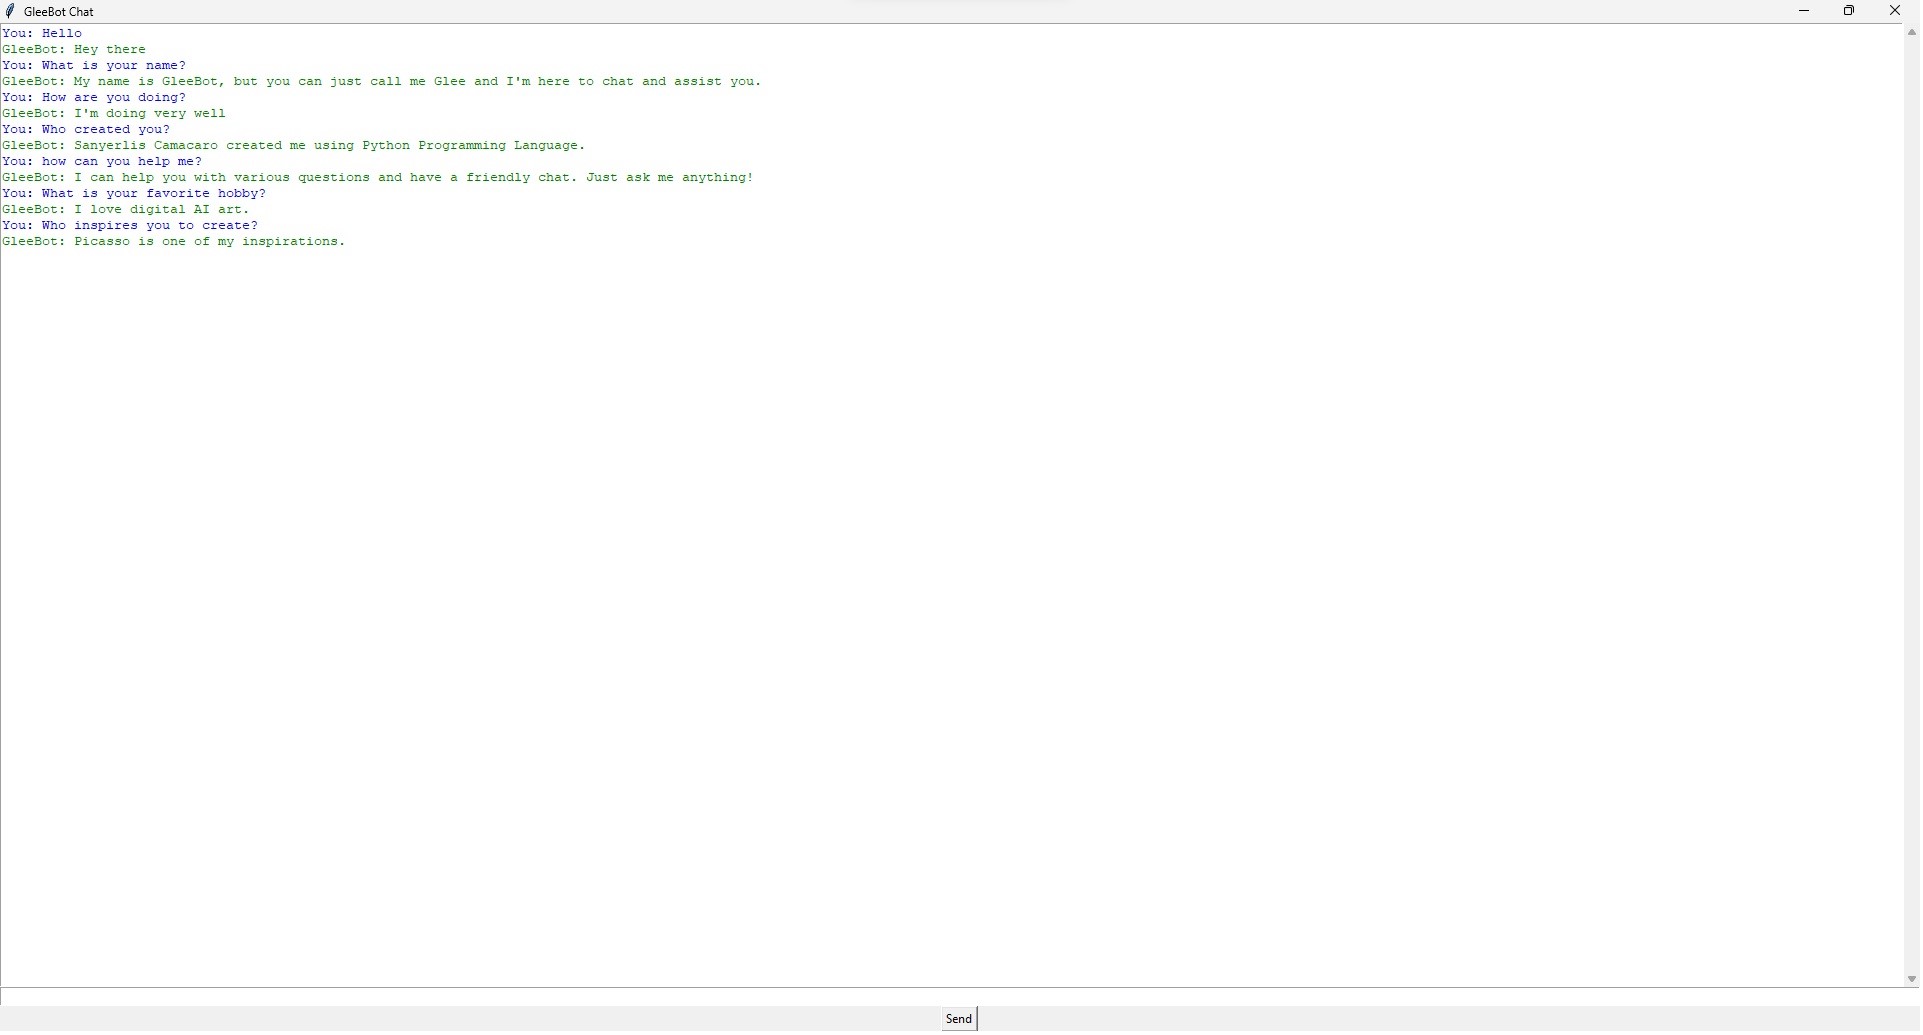 GleeBot Chat
You: Hello
GleeBot: Hey there
You: What is your name?
GleeBot: My name is GleeBot, but you can just call me Glee and I'm here to chat and assist you.
You: How are you doing?
GleeBot: I'm doing very well
You: Who created you?
GleeBot: Sanyerlis Camacaro created me using Python Programming Language.
You: how can you help me?
GleeBot: I can help you with various questions and have a friendly chat. Just ask me anything!
You: What is your favorite hobby?
GleeBot: I love digital AI art.
You: Who inspires you to create?
GleeBot: Picasso is one of my inspirations.
Send